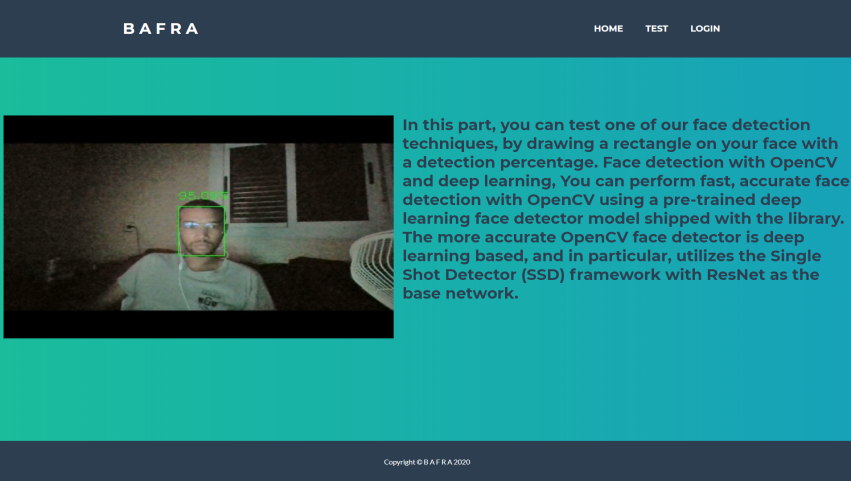 B A F R A
HOME TEST LOGIN
In this part, you can test one of our face detection
techniques, by drawing a rectangle on your face with
a detection percentage. Face detection with OpenCV
and deep learning, You can perform fast, accurate face
detection with OpenCV using a pre-trained deep
learning face detector model shipped with the library.
The more accurate OpenCV face detector is deep
learning based, and in particular, utilizes the Single
Shot Detector (SSD) framework with ResNet as the
base network.
Copyright © B A F R A 2020